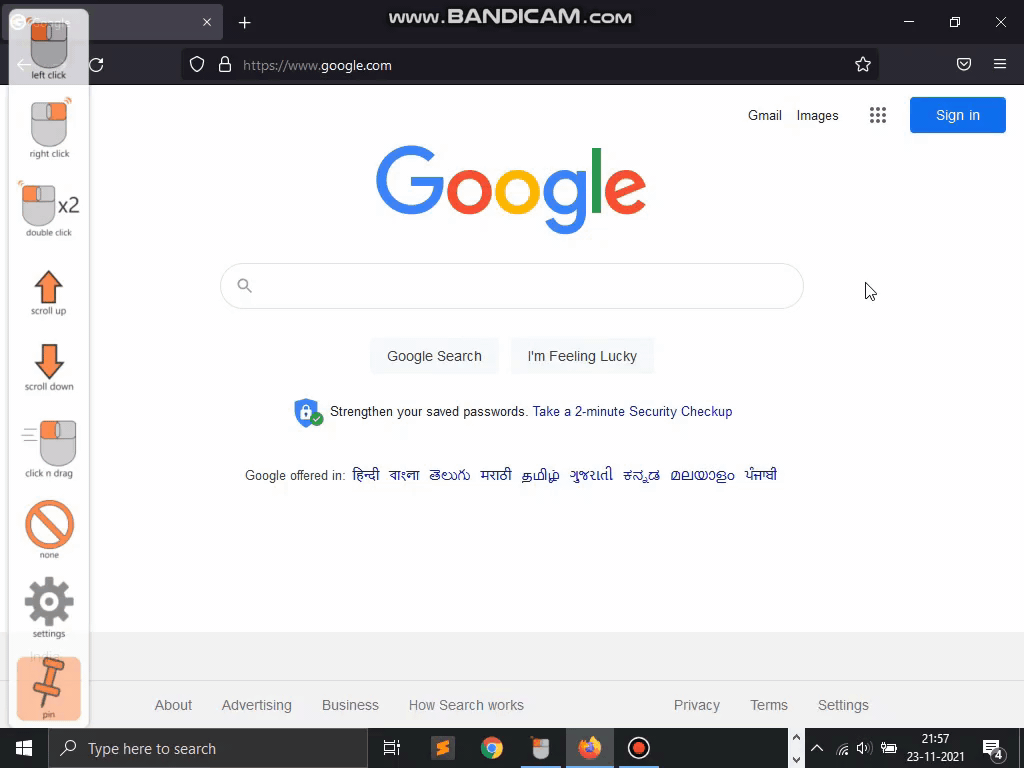 www.BANDICAM.com
Google
https://www.google.com
left click
right click
x2
double click
scroll up
scroll down
click n drag
none
settings
pin
Gmail Images Sign in
Google
Google Search I'm Feeling Lucky
Strengthen your saved passwords. Take a 2-minute Security Checkup
Google offered in: हिन्दी বাংলা తెలుగు मराठी தமிழ் ગુજરાતી ಕನ್ನಡ മലയാളം ਪੰਜਾਬੀ
India
About Advertising Business How Search works Privacy Terms Settings
Type here to search
21:57
23-11-2021
4